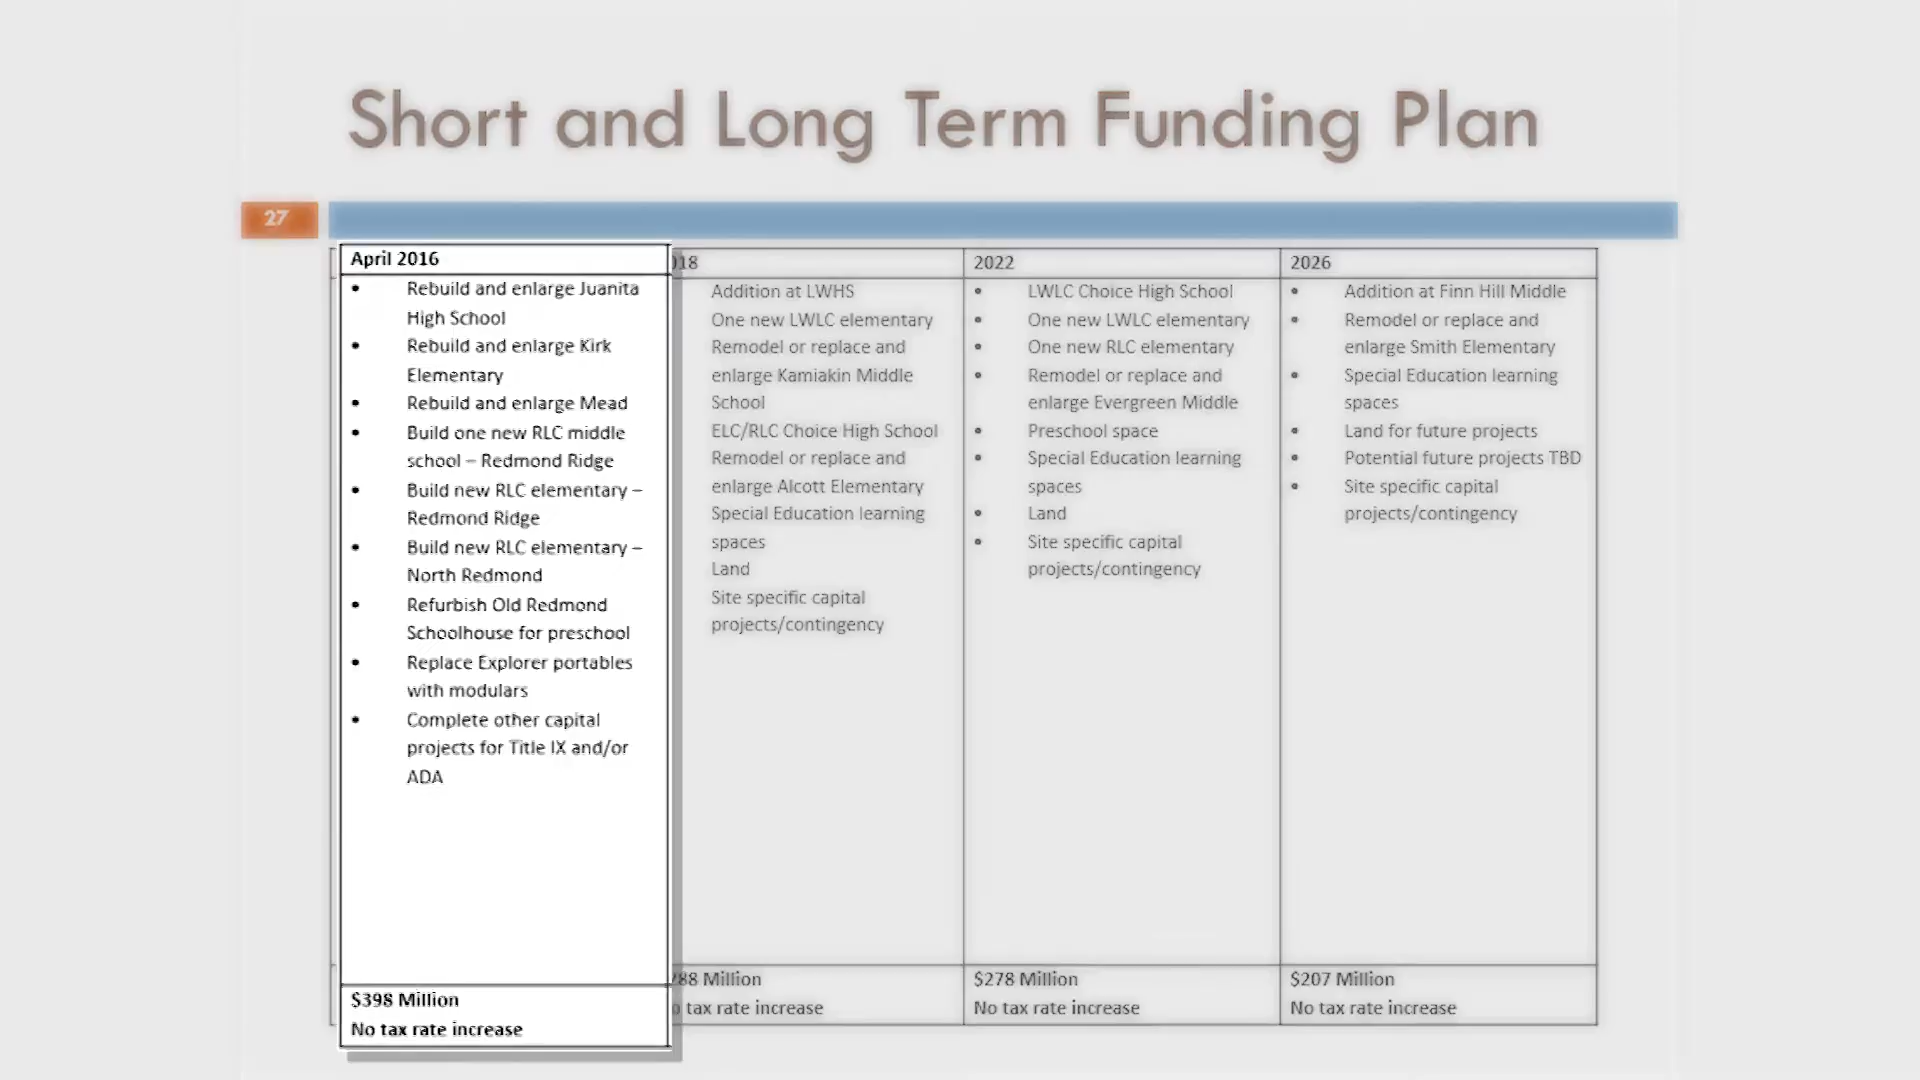 Short and Long Term Funding Plan
27
April 2016
• Rebuild and enlarge Juanita
High School
• Rebuild and enlarge Kirk
Elementary
• Rebuild and enlarge Mead
• Build one new RLC middle
school – Redmond Ridge
• Build new RLC elementary –
Redmond Ridge
• Build new RLC elementary –
North Redmond
• Refurbish Old Redmond
Schoolhouse for preschool
• Replace Explorer portables
with modulars
• Complete other capital
projects for Title IX and/or
ADA
$398 Million
No tax rate increase
18
Addition at LWHS
One new LWLC elementary
Remodel or replace and
enlarge Kamiakin Middle
School
ELC/RLC Choice High School
Remodel or replace and
enlarge Alcott Elementary
Special Education learning
spaces
Land
Site specific capital
projects/contingency
88 Million
tax rate increase
2022
• LWLC Choice High School
• One new LWLC elementary
• One new RLC elementary
• Remodel or replace and
enlarge Evergreen Middle
• Preschool space
• Special Education learning
spaces
• Land
• Site specific capital
projects/contingency
$278 Million
No tax rate increase
2026
• Addition at Finn Hill Middle
• Remodel or replace and
enlarge Smith Elementary
• Special Education learning
spaces
• Land for future projects
• Potential future projects TBD
• Site specific capital
projects/contingency
$207 Million
No tax rate increase